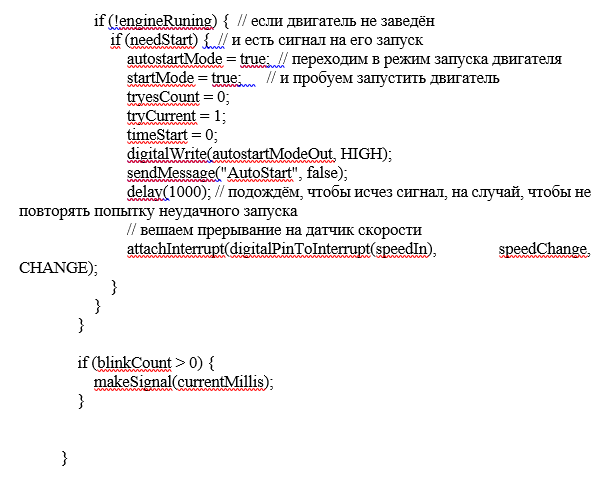 if (!engineRuning) {  // если двигатель не заведён
if (needStart) {  // и есть сигнал на его запуск
autostartMode = true;  // переходим в режим запуска двигателя
startMode = true;      // и пробуем запустить двигатель
tryesCount = 0;
tryCurrent = 1;
timeStart = 0;
digitalWrite(autostartModeOut, HIGH);
sendMessage("AutoStart", false);
delay(1000); // подождём, чтобы исчез сигнал, на случай, чтобы не
повторять попытку неудачного запуска
// вешаем прерывание на датчик скорости
attachInterrupt(digitalPinToInterrupt(speedIn), speedChange,
CHANGE);
}
}
}
if (blinkCount > 0) {
makeSignal(currentMillis);
}
}